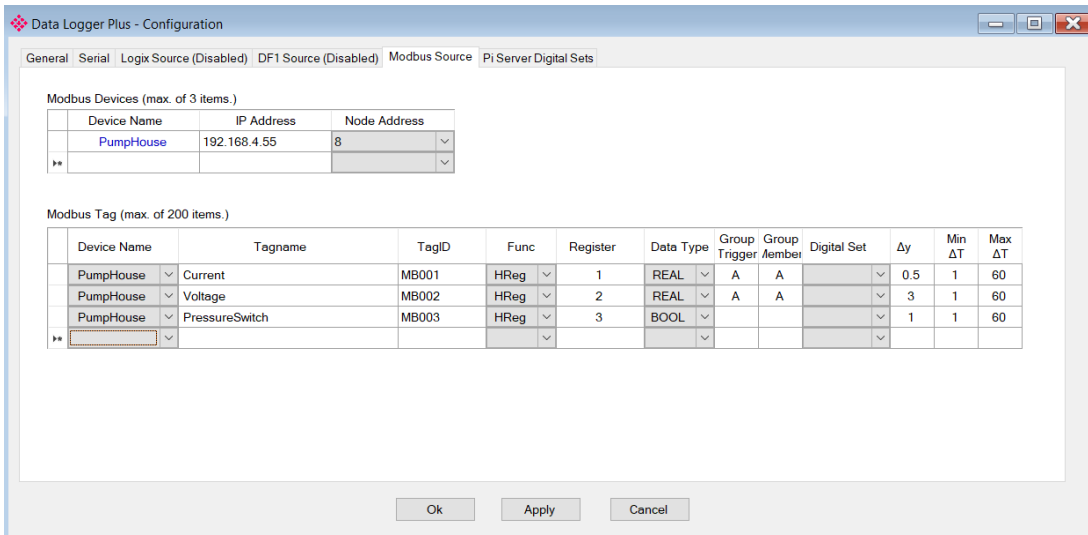 Data Logger Plus - Configuration
General Serial Logix Source (Disabled) DF1 Source (Disabled) Modbus Source Pi Server Digital Sets
Modbus Devices (max. of 3 items.)
Device Name IP Address Node Address
PumpHouse 192.168.4.55 8
Modbus Tag (max. of 200 items.)
Device Name Tagname TagID Func Register Data Type Group Trigger Group Member Digital Set Δy Min ΔT Max ΔT
PumpHouse Current MB001 HReg 1 REAL A A 0.5 1 60
PumpHouse Voltage MB002 HReg 2 REAL A A 3 1 60
PumpHouse PressureSwitch MB003 HReg 3 BOOL 1 1 60
Ok Apply Cancel